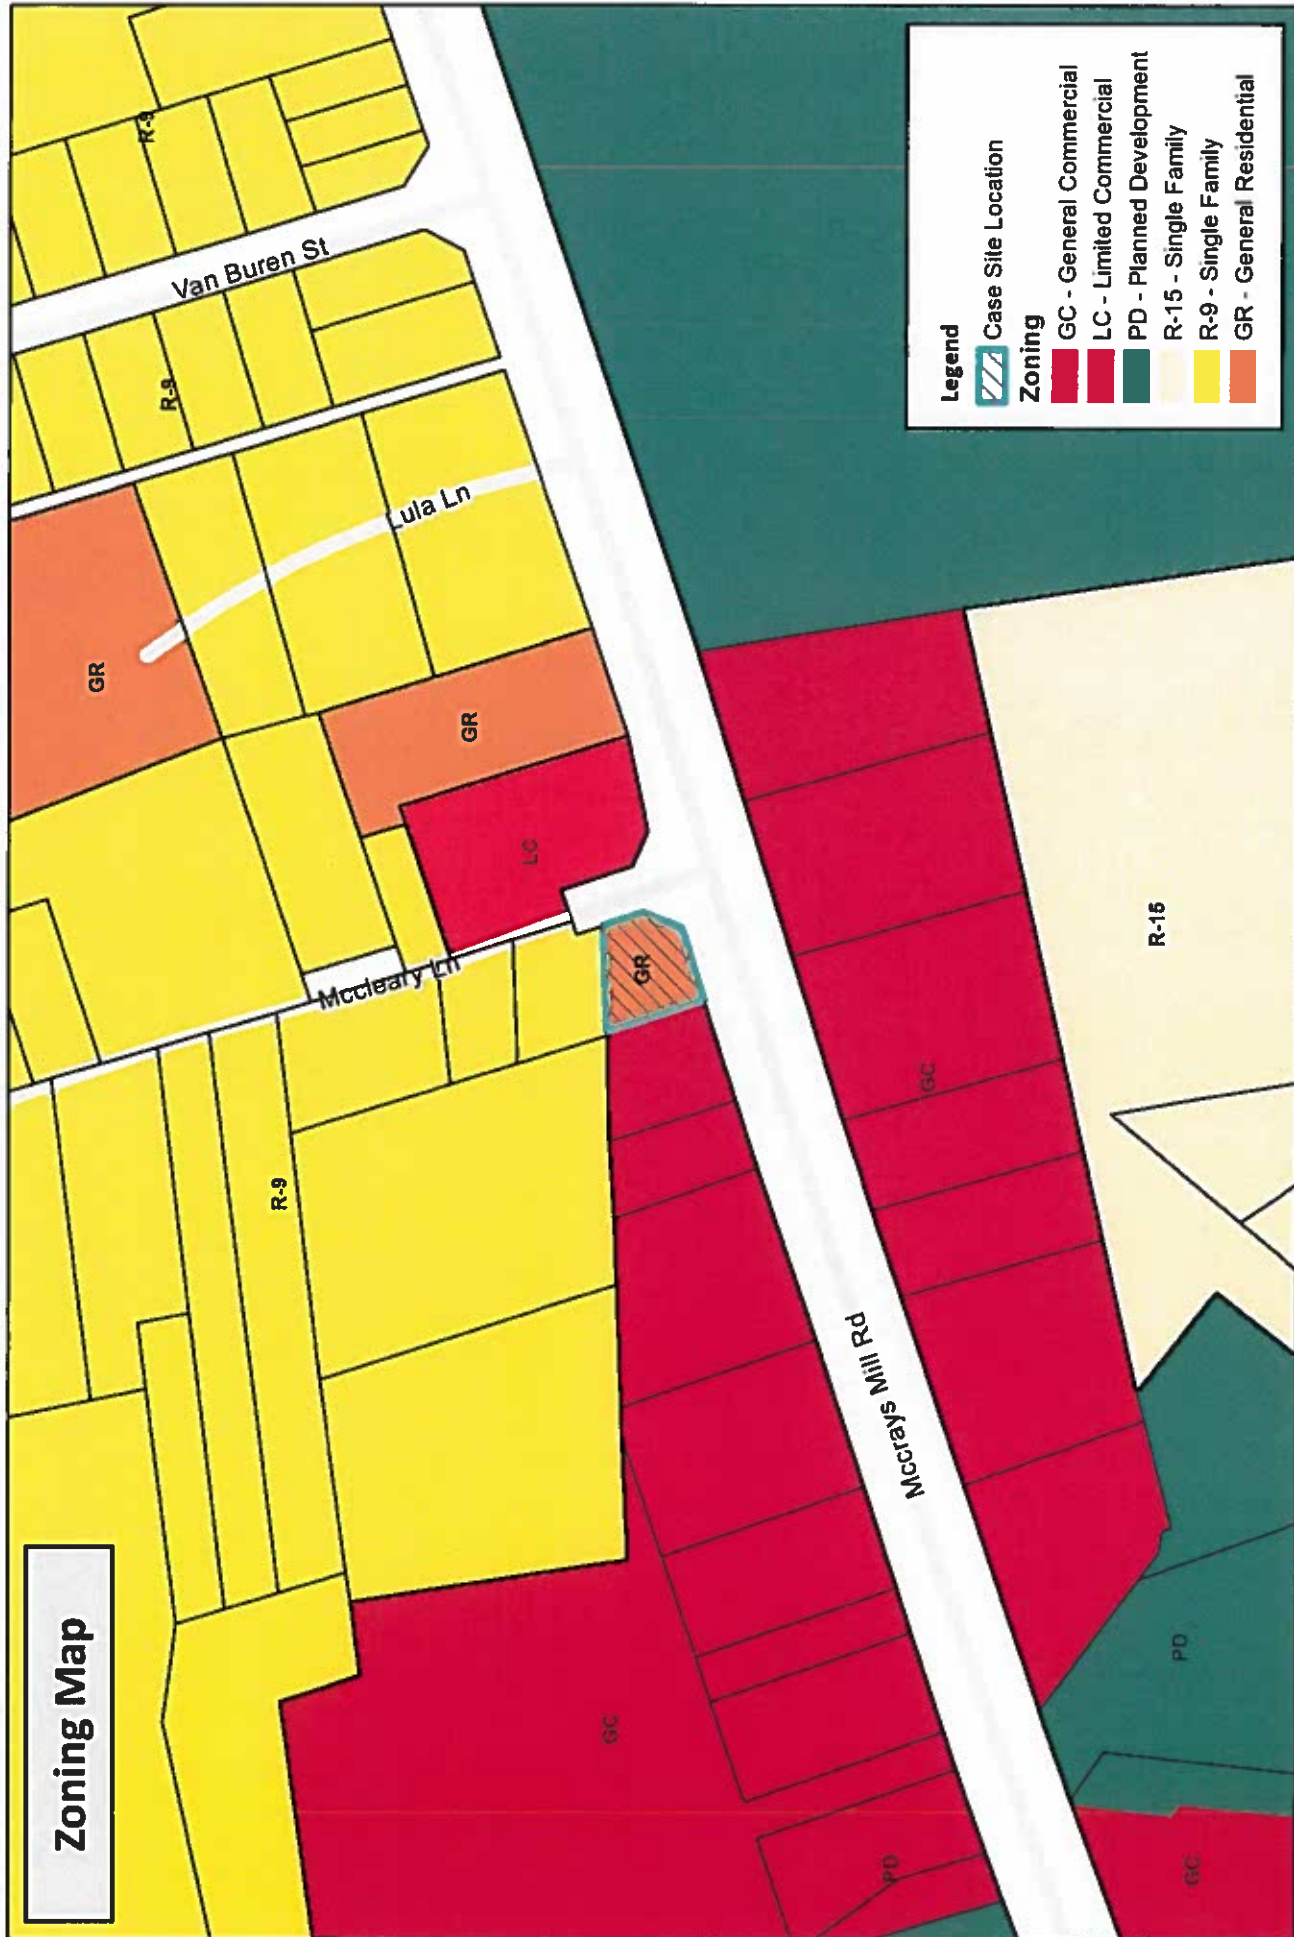 Zoning Map
R-9
Van Buren St
R-9
Lula Ln
GR
GR
LC
Mccleary Ln
GR
R-9
GC
R-15
Mccrays Mill Rd
GC
PD
PD
GC
Legend
Case Site Location
Zoning
GC - General Commercial
LC - Limited Commercial
PD - Planned Development
R-15 - Single Family
R-9 - Single Family
GR - General Residential